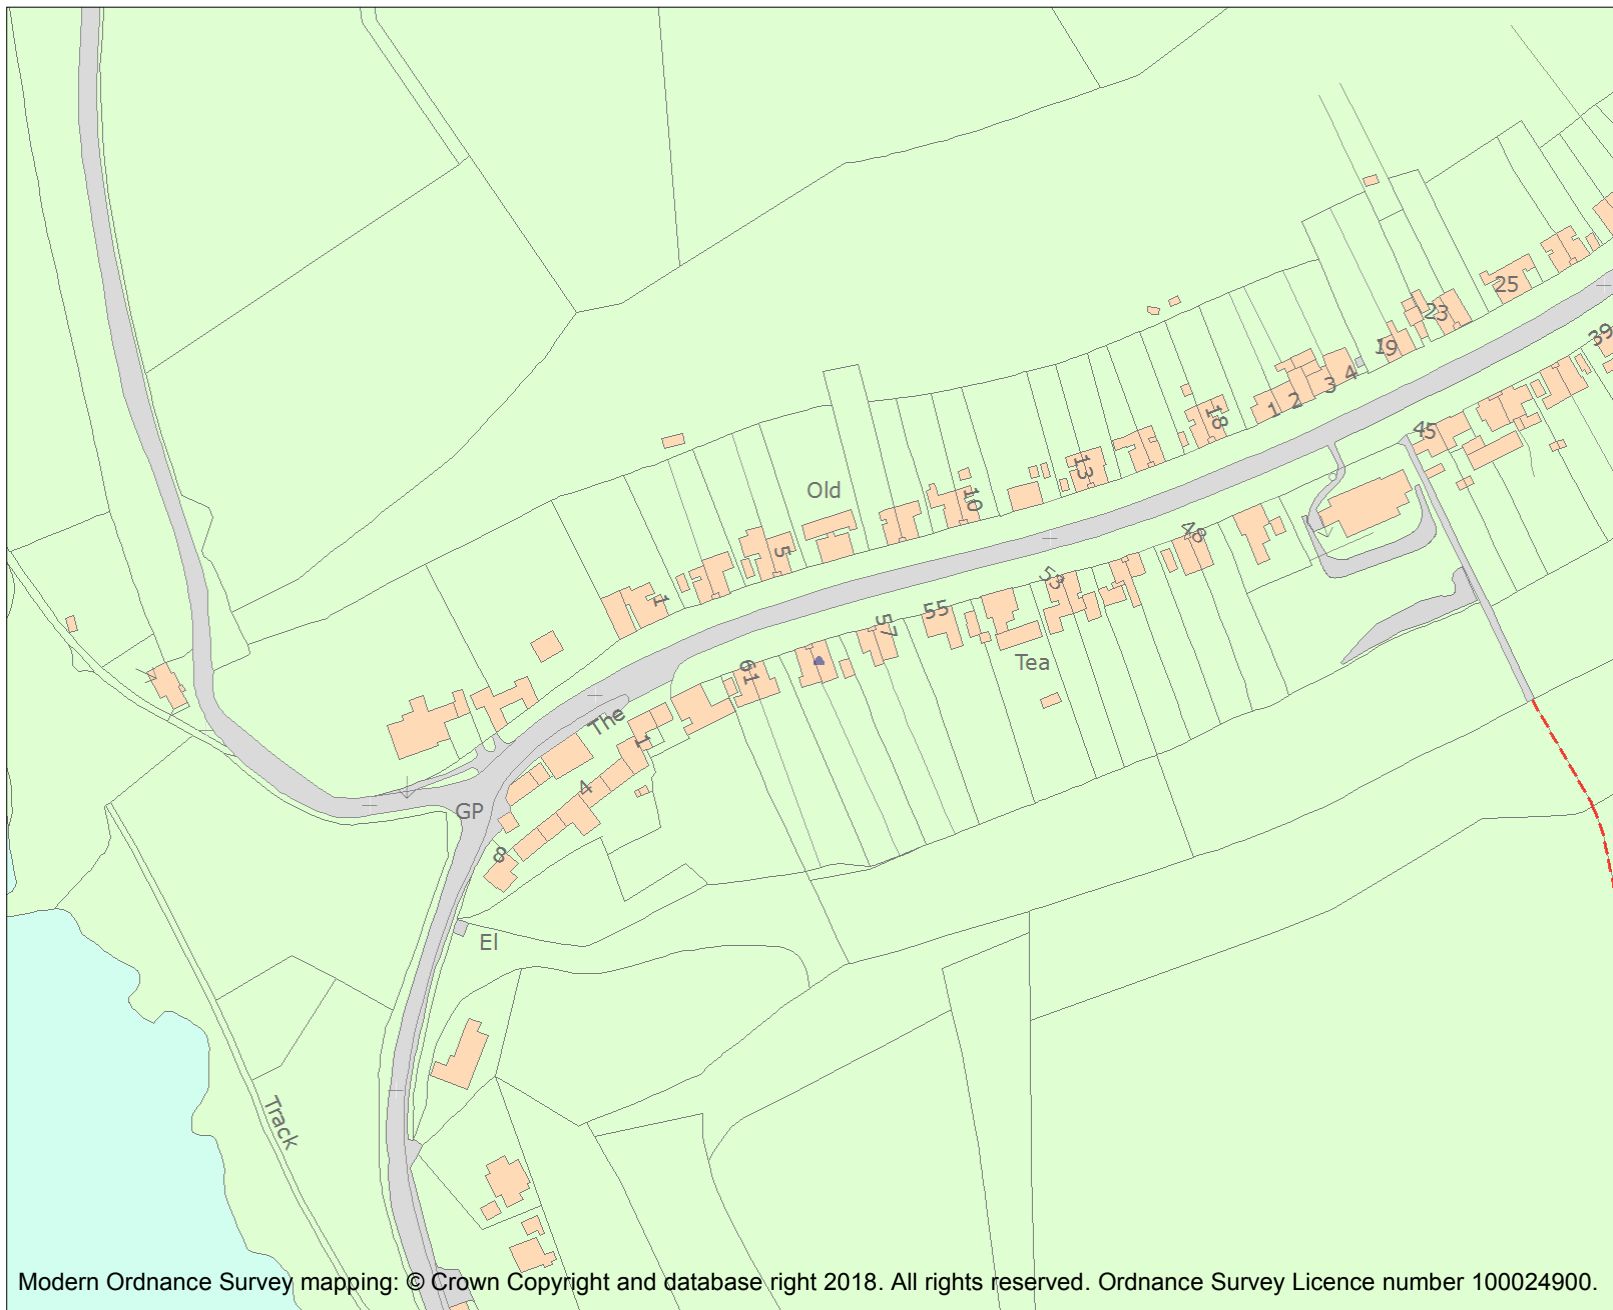 25
23
39
19
3 4
1 2
18
45
13
Old
10
48
5
53
1
55
57
Tea
61
The
1
4
GP
8
El
Track
Modern Ordnance Survey mapping: © Crown Copyright and database right 2018. All rights reserved. Ordnance Survey Licence number 100024900.